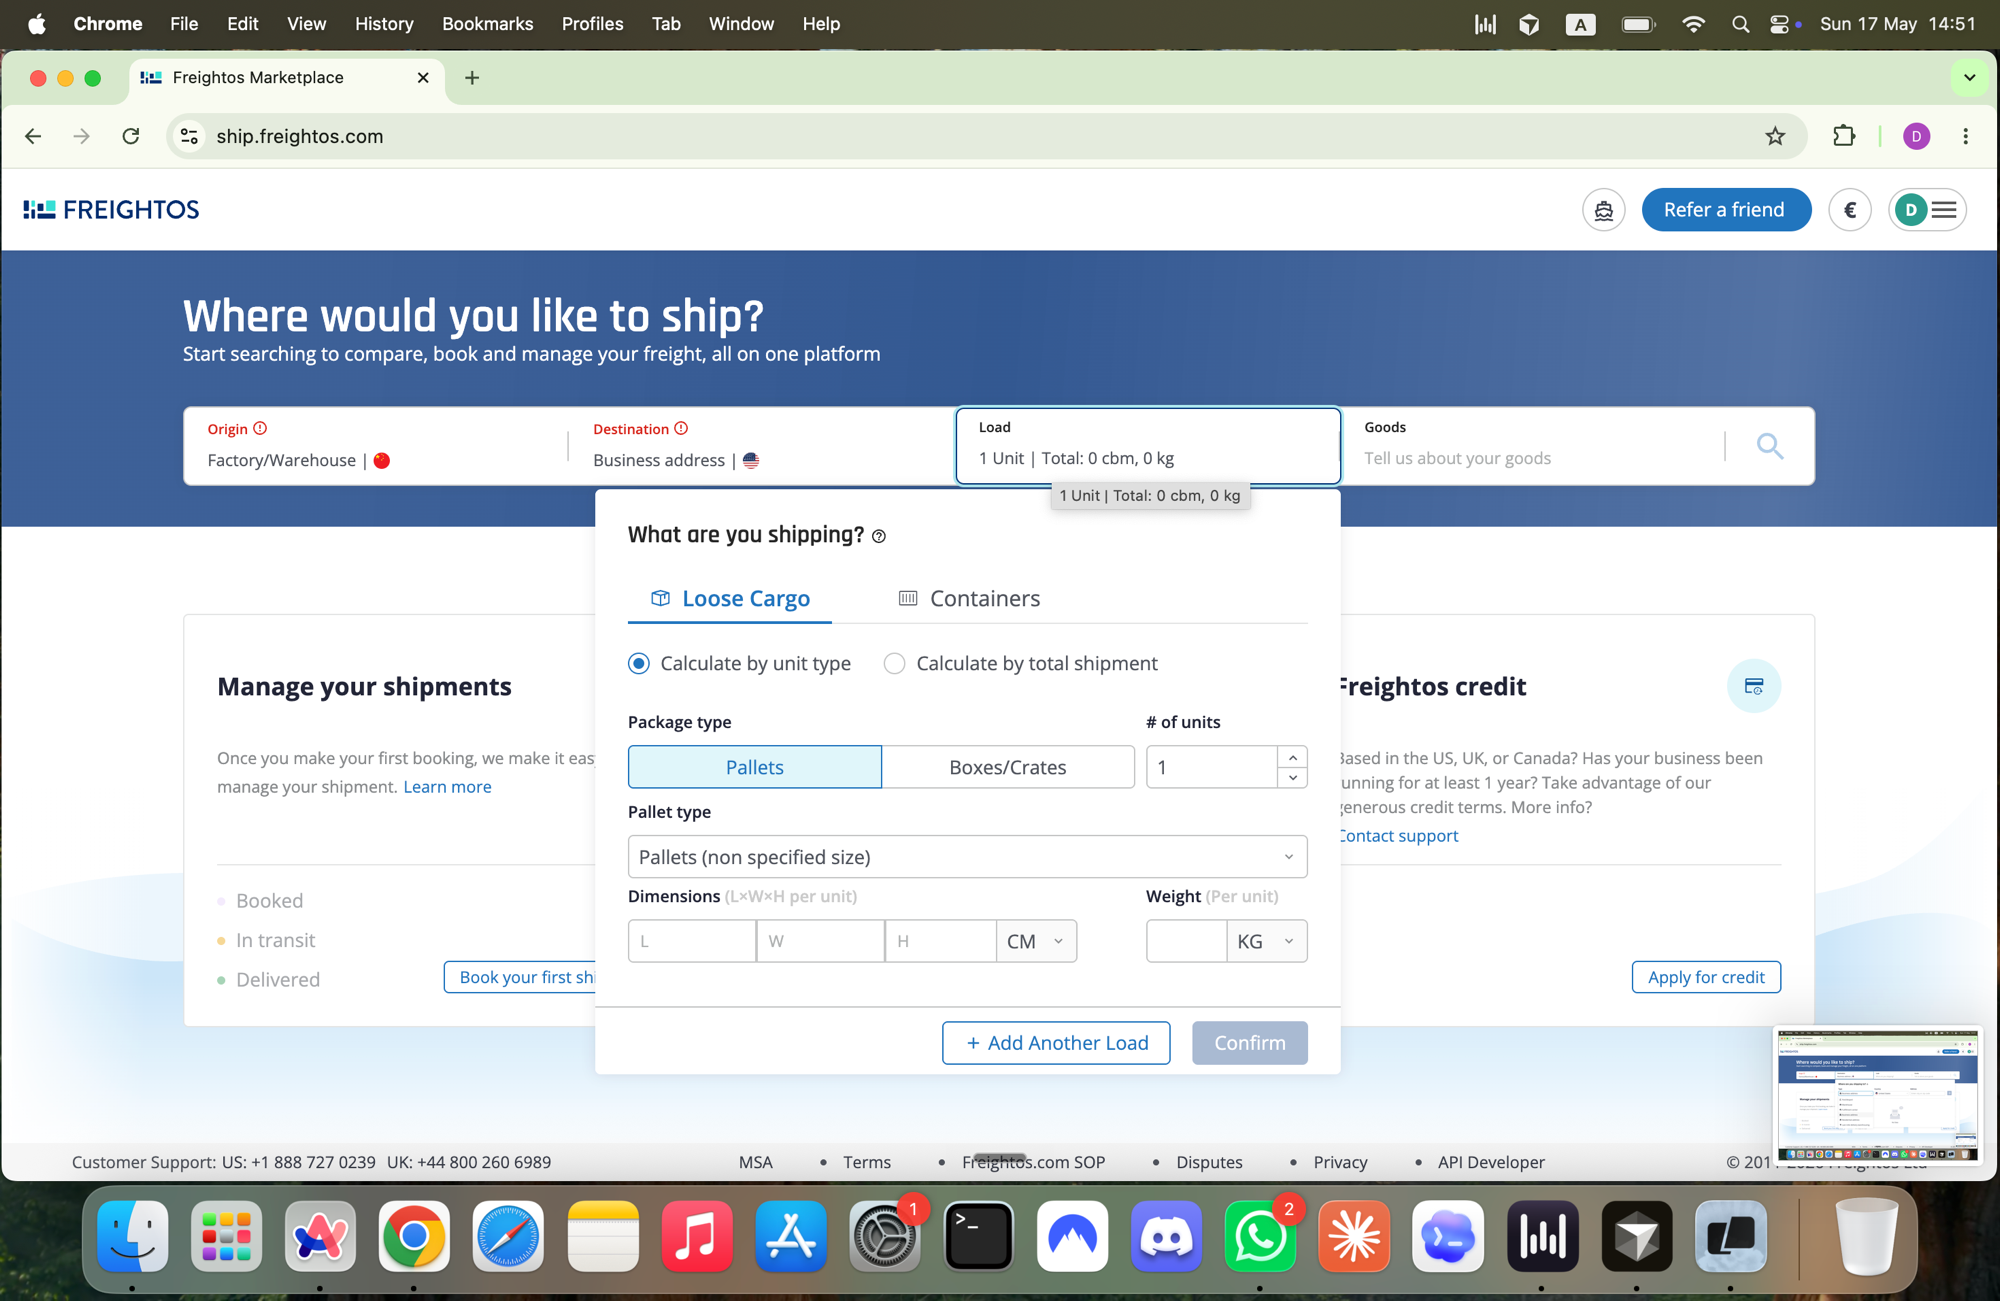 Chrome File Edit View History Bookmarks Profiles Tab Window Help A Sun 17 May 14:51
Freightos Marketplace
ship.freightos.com D
FREIGHTOS Refer a friend € D
Where would you like to ship?
Start searching to compare, book and manage your freight, all on one platform
Origin Destination Load Goods
Factory/Warehouse | Business address | 1 Unit | Total: 0 cbm, 0 kg Tell us about your goods
1 Unit | Total: 0 cbm, 0 kg
What are you shipping?
Loose Cargo Containers
Calculate by unit type Calculate by total shipment
Package type # of units
Pallets Boxes/Crates 1
Pallet type
Pallets (non specified size)
Dimensions (L×W×H per unit) Weight (Per unit)
L W H CM KG
+ Add Another Load Confirm
Manage your shipments
Once you make your first booking, we make it eas
manage your shipment. Learn more
Booked
In transit
Delivered
Book your first shi
Freightos credit
Based in the US, UK, or Canada? Has your business been
running for at least 1 year? Take advantage of our
generous credit terms. More info?
Contact support
Apply for credit
Customer Support: US: +1 888 727 0239 UK: +44 800 260 6989 MSA • Terms • Freightos.com SOP • Disputes • Privacy • API Developer
1 2